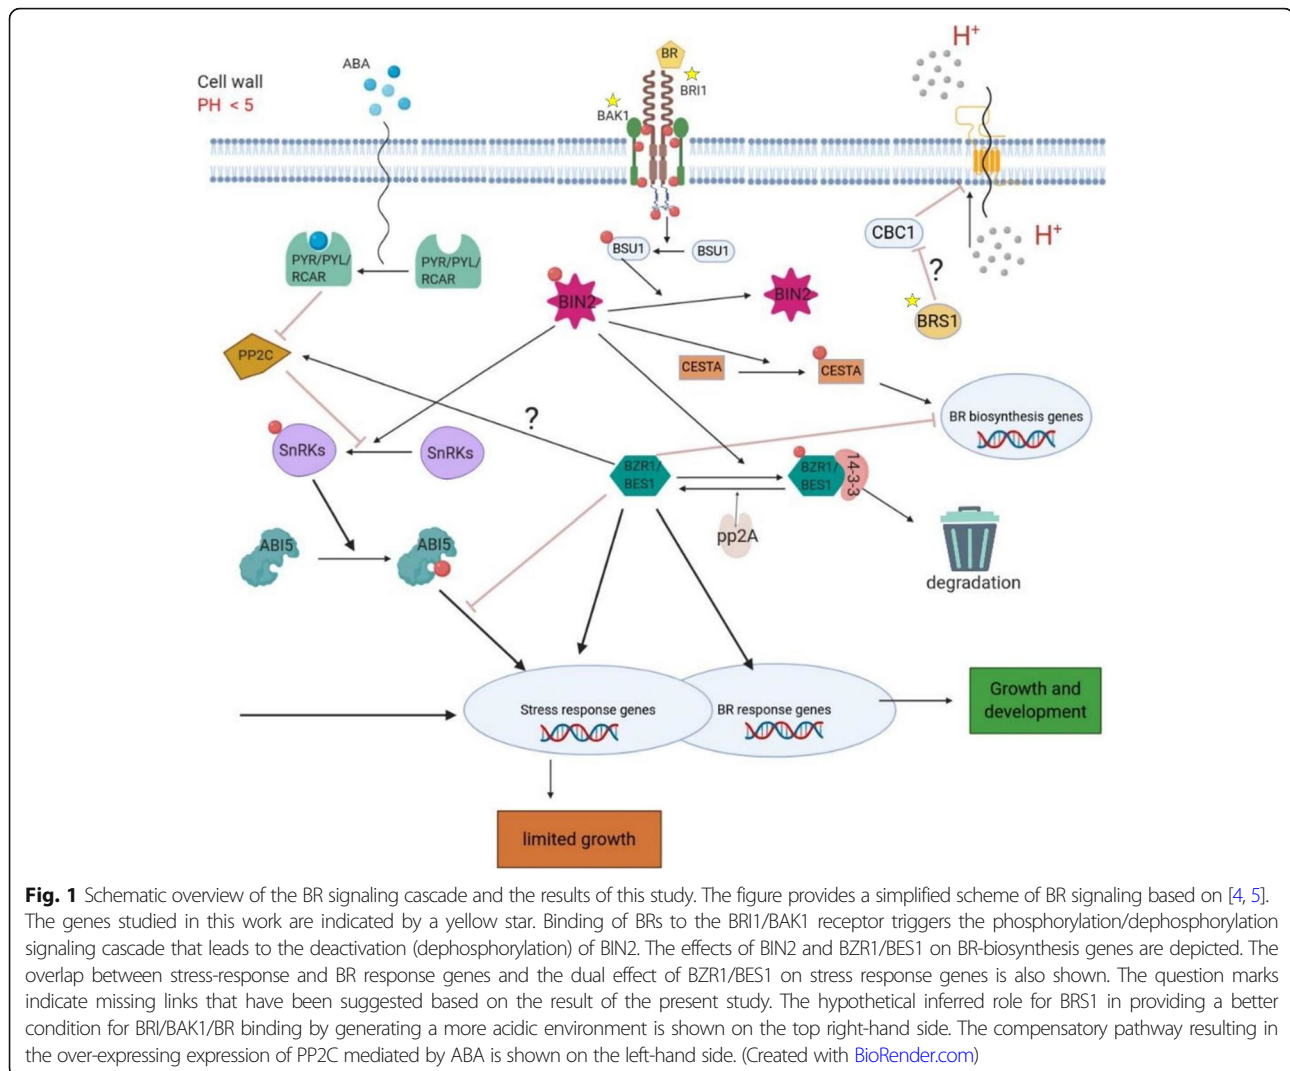 H+
BR
ABA
Cell wall
PH < 5
BRI1
BAK1
CBC1
H+
PYR/PYL/
RCAR
PYR/PYL/
RCAR
BSU1
BSU1
?
BIN2
BIN2
BRS1
PP2C
CESTA
CESTA
?
BR biosynthesis genes
SnRKs
SnRKs
BZR1/
BES1
BZR1/
BES1
14-3-3
pp2A
ABI5
ABI5
degradation
Stress response genes
BR response genes
Growth and
development
limited growth
Fig. 1 Schematic overview of the BR signaling cascade and the results of this study. The figure provides a simplified scheme of BR signaling based on [4, 5].
The genes studied in this work are indicated by a yellow star. Binding of BRs to the BRI1/BAK1 receptor triggers the phosphorylation/dephosphorylation
signaling cascade that leads to the deactivation (dephosphorylation) of BIN2. The effects of BIN2 and BZR1/BES1 on BR-biosynthesis genes are depicted. The
overlap between stress-response and BR response genes and the dual effect of BZR1/BES1 on stress response genes is also shown. The question marks
indicate missing links that have been suggested based on the result of the present study. The hypothetical inferred role for BRS1 in providing a better
condition for BRI/BAK1/BR binding by generating a more acidic environment is shown on the top right-hand side. The compensatory pathway resulting in
the over-expressing expression of PP2C mediated by ABA is shown on the left-hand side. (Created with BioRender.com)